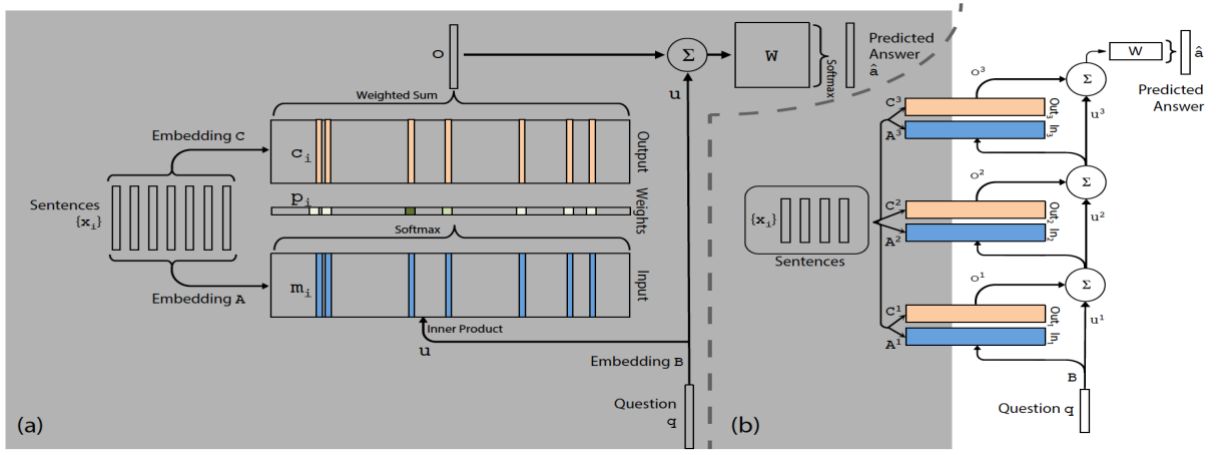 O
Σ
W
Softmax
Predicted
Answer
â
u
Weighted Sum
Embedding C
c_i
Output
Sentences
{x_i}
p_i
Weights
Softmax
Embedding A
m_i
Input
Inner Product
u
Embedding B
Question
q
(a)
W
â
Predicted
Answer
Σ
o³
C³
A³
Out₃
In₃
u³
Σ
o²
C²
A²
Out₂
In₂
u²
{x_i}
Sentences
Σ
o¹
C¹
A¹
Out₁
In₁
u¹
B
Question q
(b)